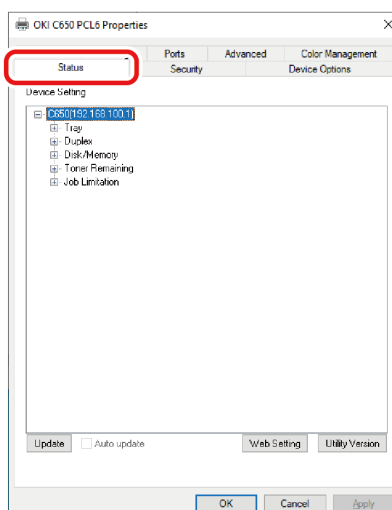 OKI C650 PCL6 Properties
Ports Advanced Color Management
Status Security Device Options
Device Setting
C650(192.168.100.1)
Tray
Duplex
Disk/Memory
Toner Remaining
Job Limitation
Update Auto update Web Setting Utility Version
OK Cancel Apply